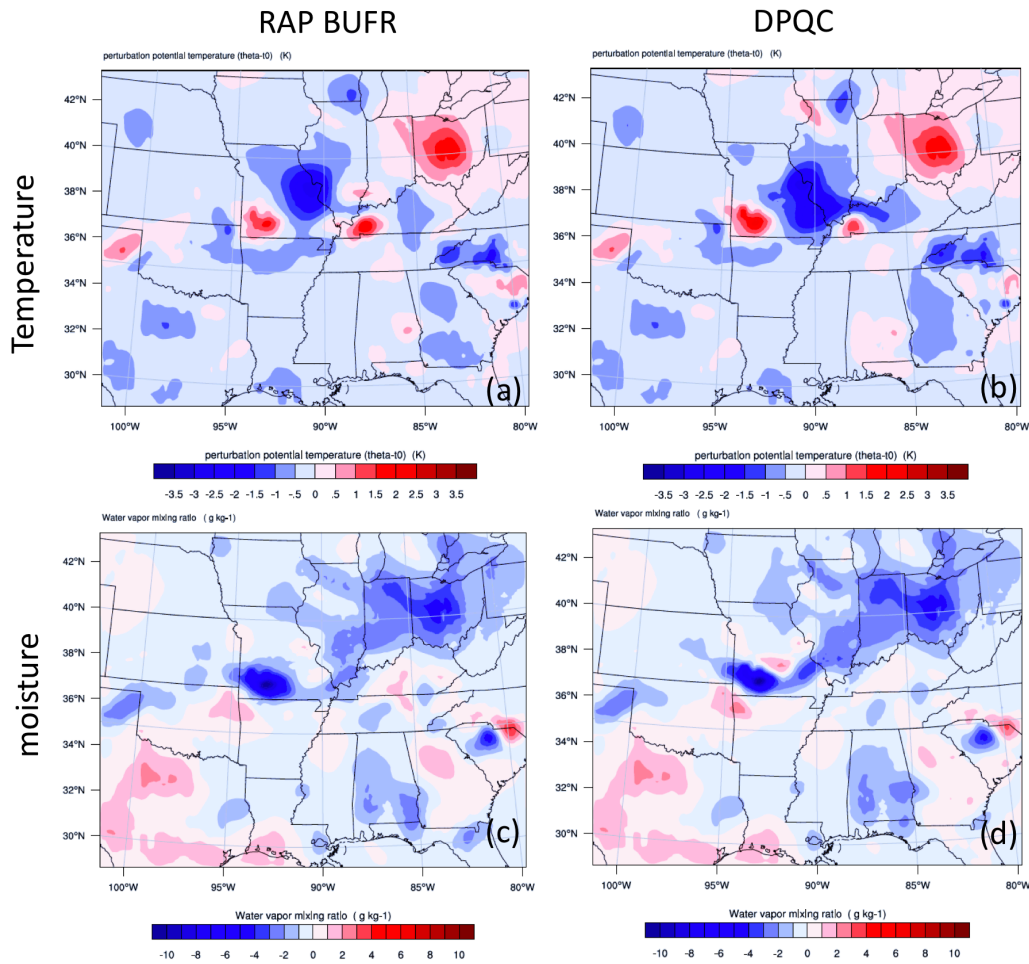 RAP BUFR
DPQC
Temperature
perturbation potential temperature (theta-t0) (K)
42°N
40°N
38°N
36°N
34°N
32°N
30°N
(a)
100°W 95°W 90°W 85°W 80°W
perturbation potential temperature (theta-t0) (K)
-3.5 -3 -2.5 -2 -1.5 -1 -.5 0 .5 1 1.5 2 2.5 3 3.5
perturbation potential temperature (theta-t0) (K)
42°N
40°N
38°N
36°N
34°N
32°N
30°N
(b)
100°W 95°W 90°W 85°W 80°W
perturbation potential temperature (theta-t0) (K)
-3.5 -3 -2.5 -2 -1.5 -1 -.5 0 .5 1 1.5 2 2.5 3 3.5
moisture
Water vapor mixing ratio ( g kg-1)
42°N
40°N
38°N
36°N
34°N
32°N
30°N
(c)
100°W 95°W 90°W 85°W 80°W
Water vapor mixing ratio ( g kg-1)
-10 -8 -6 -4 -2 0 2 4 6 8 10
Water vapor mixing ratio ( g kg-1)
42°N
40°N
38°N
36°N
34°N
32°N
30°N
(d)
100°W 95°W 90°W 85°W 80°W
Water vapor mixing ratio ( g kg-1)
-10 -8 -6 -4 -2 0 2 4 6 8 10